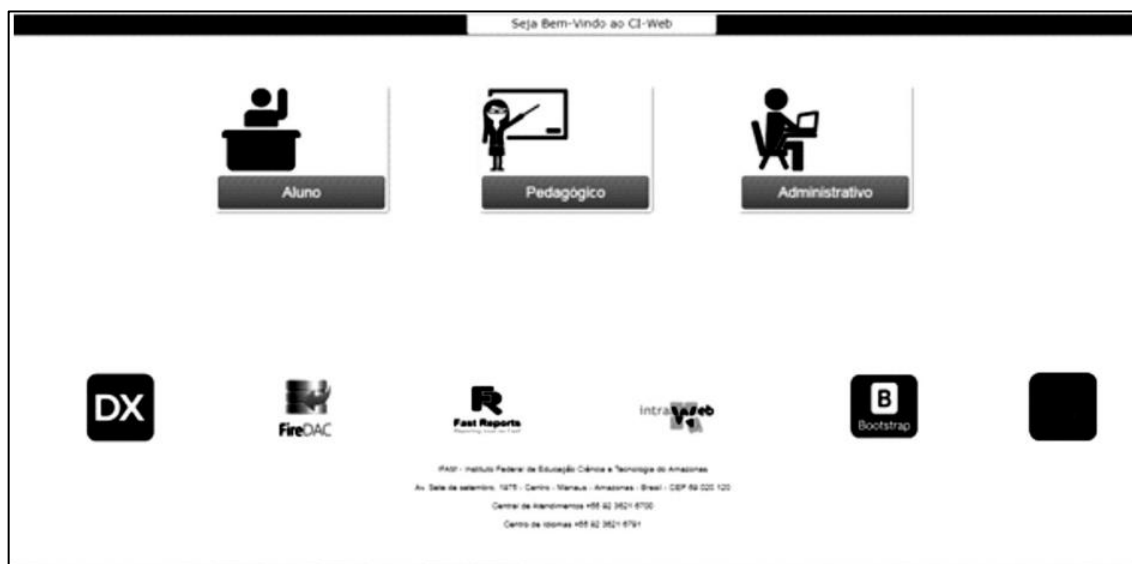 Seja Bem-Vindo ao CI-Web
Aluno
Pedagógico
Administrativo
DX
FireDAC
FR
Fast Reports
intraWeb
B
Bootstrap
IFAM - Instituto Federal de Educação Ciência e Tecnologia do Amazonas
Av. Sete de setembro, 1975 - Centro - Manaus - Amazonas - Brasil - CEP 69.020.120
Central de Atendimentos +55 92 3621 6700
Centro de Idiomas +55 92 3621 6791